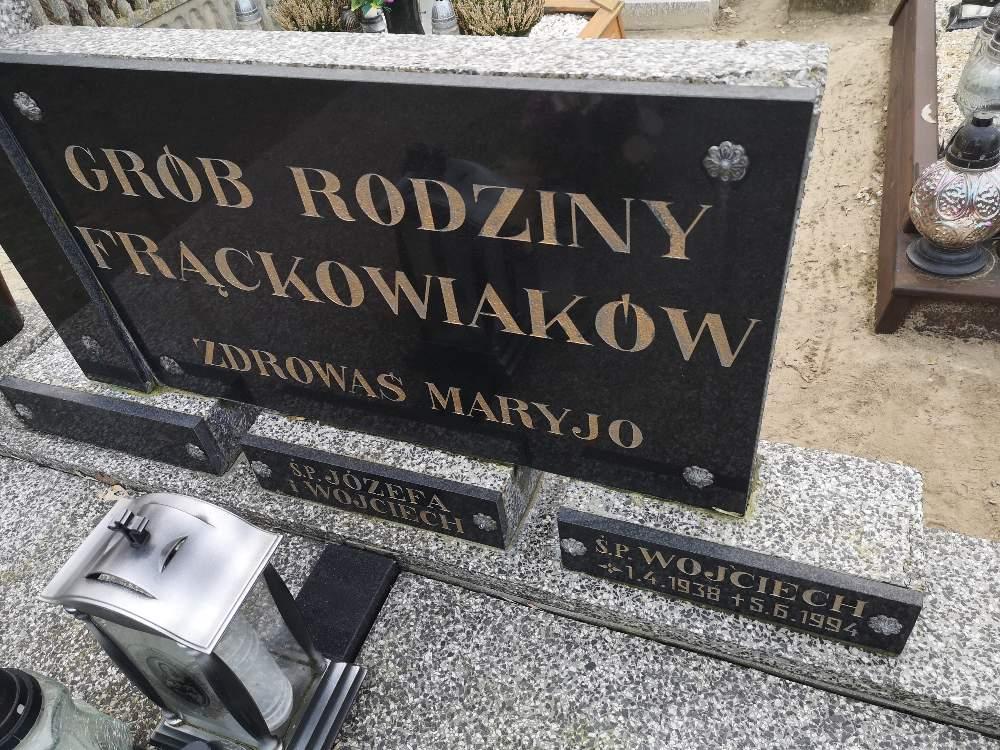 GRÓB RODZINY
FRĄCKOWIAKÓW
ZDROWAŚ MARYJO
Ś.P. JÓZEFA
I WOJCIECH
Ś.P. WOJCIECH
1.4.1938 + 5.6.1994